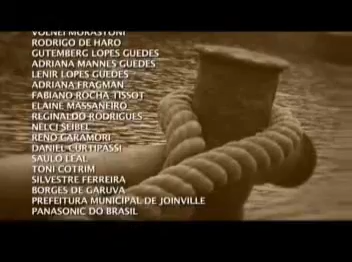 VOLNEI MORASTONI
RODRIGO DE HARO
GUTEMBERG LOPES GUEDES
ADRIANA MANNES GUEDES
LENIR LOPES GUEDES
ADRIANA FRAGMAN
FABIANO ROCHA TISSOT
ELAINE MASSANEIRO
REGINALDO RODRIGUES
NELCI SEIBEL
RENO CARAMORI
DANIEL CURTIPASSI
SAULO LEAL
TONI COTRIM
SILVESTRE FERREIRA
BORGES DE GARUVA
PREFEITURA MUNICIPAL DE JOINVILLE
PANASONIC DO BRASIL